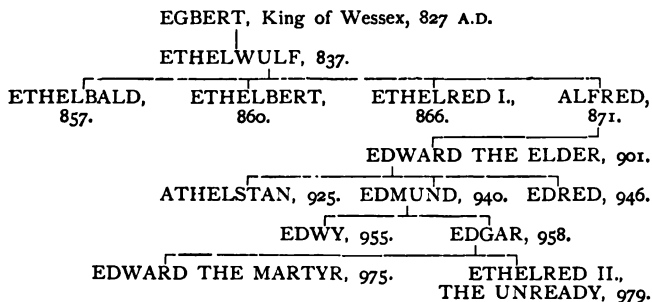 EGBERT, King of Wessex, 827 A.D.
ETHELWULF, 837.
ETHELBALD, ETHELBERT, ETHELRED I., ALFRED,
857. 860. 866. 871.
EDWARD THE ELDER, 901.
ATHELSTAN, 925. EDMUND, 940. EDRED, 946.
EDWY, 955. EDGAR, 958.
EDWARD THE MARTYR, 975. ETHELRED II.,
THE UNREADY, 979.